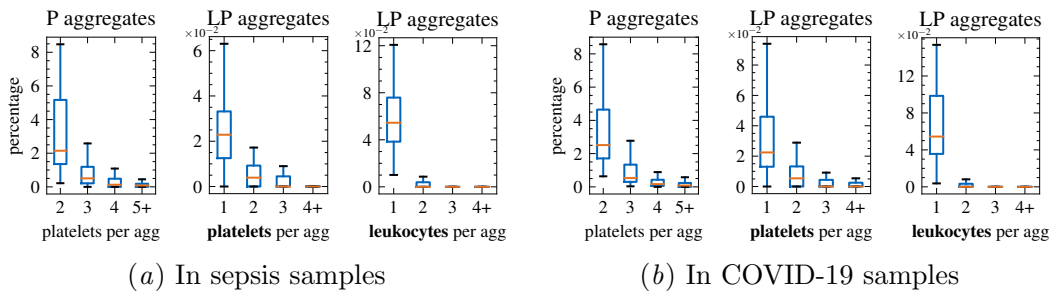 P aggregates
LP aggregates
LP aggregates
P aggregates
LP aggregates
LP aggregates
×10⁻²
×10⁻²
×10⁻²
×10⁻²
percentage
8
6
4
2
0
6
4
2
0
12
8
4
0
percentage
8
6
4
2
0
8
6
4
2
0
12
8
4
0
2 3 4 5+
1 2 3 4+
1 2 3 4+
2 3 4 5+
1 2 3 4+
1 2 3 4+
platelets per agg
platelets per agg
leukocytes per agg
platelets per agg
platelets per agg
leukocytes per agg
(a) In sepsis samples
(b) In COVID-19 samples